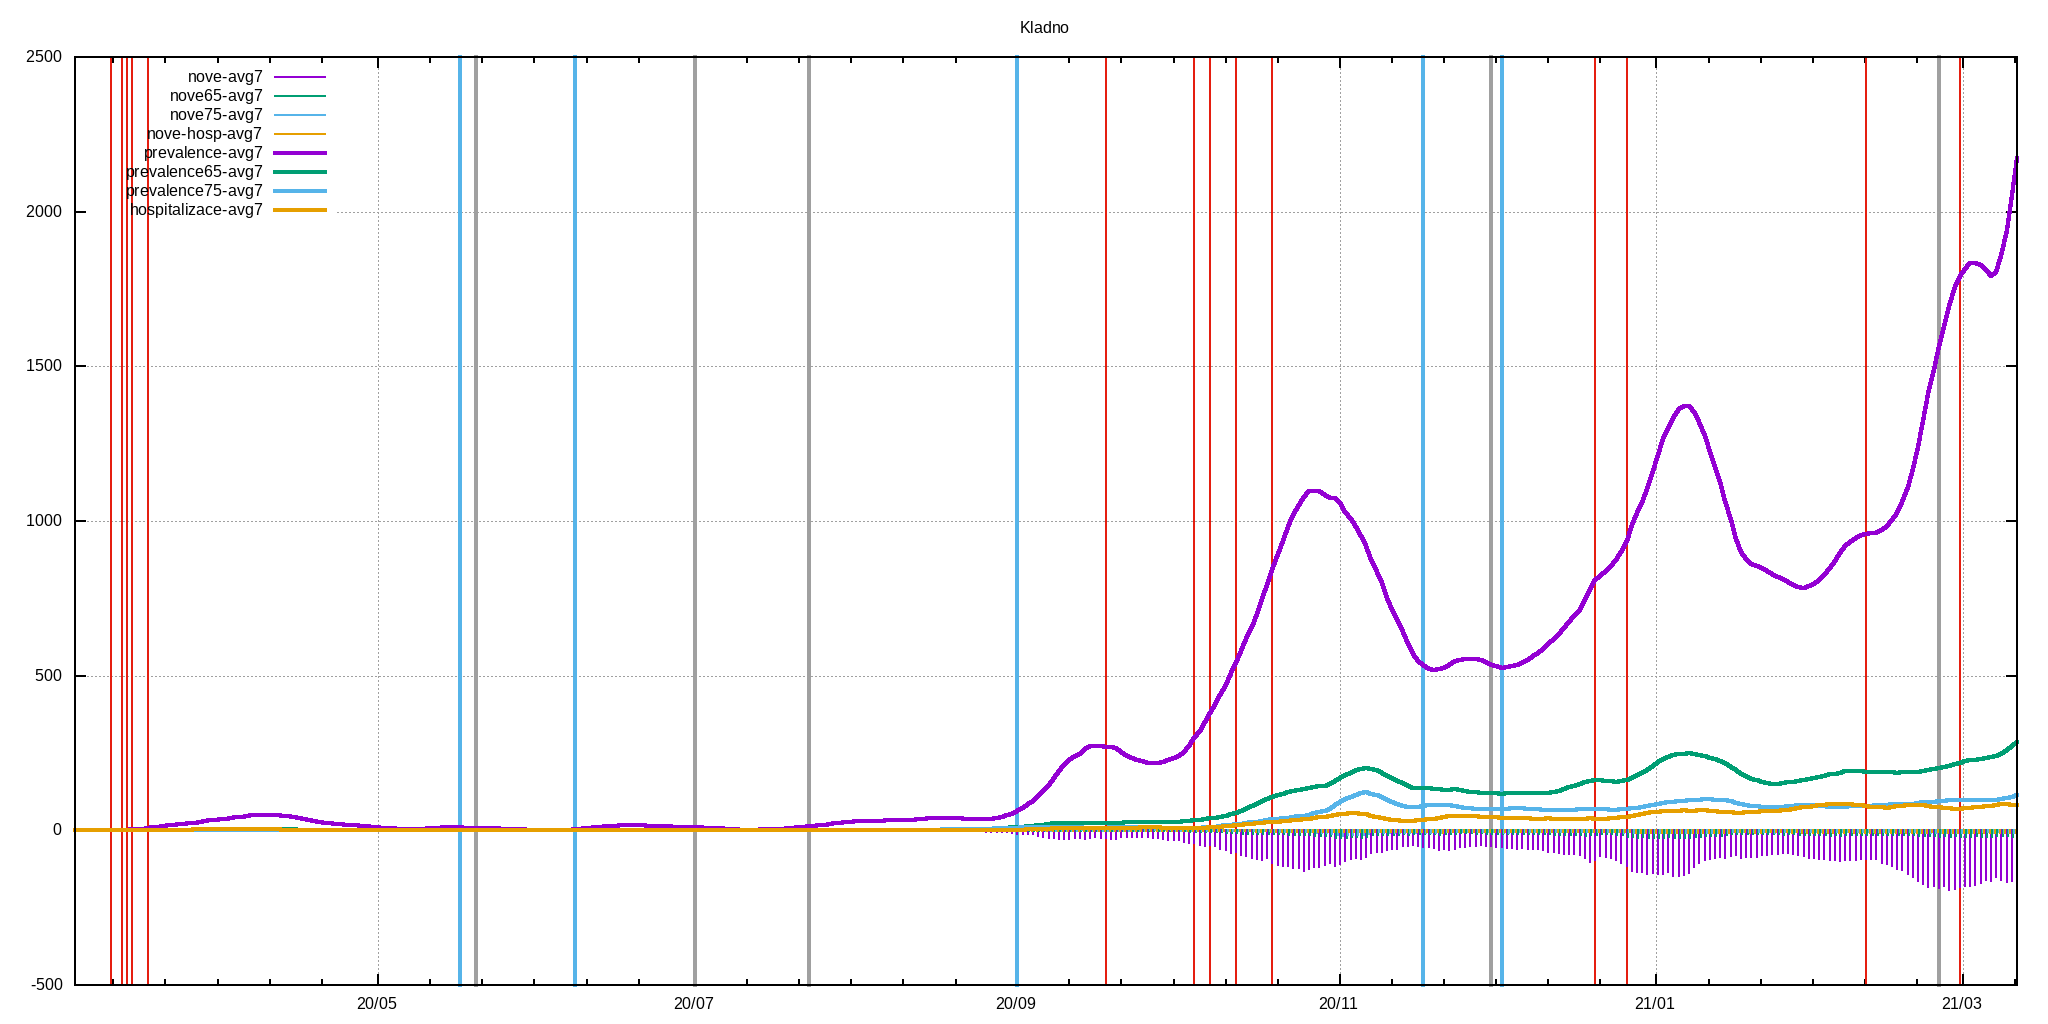 Kladno
2500
2000
1500
1000
500
0
-500
nove-avg7
nove65-avg7
nove75-avg7
nove-hosp-avg7
prevalence-avg7
prevalence65-avg7
prevalence75-avg7
hospitalizace-avg7
20/05
20/07
20/09
20/11
21/01
21/03